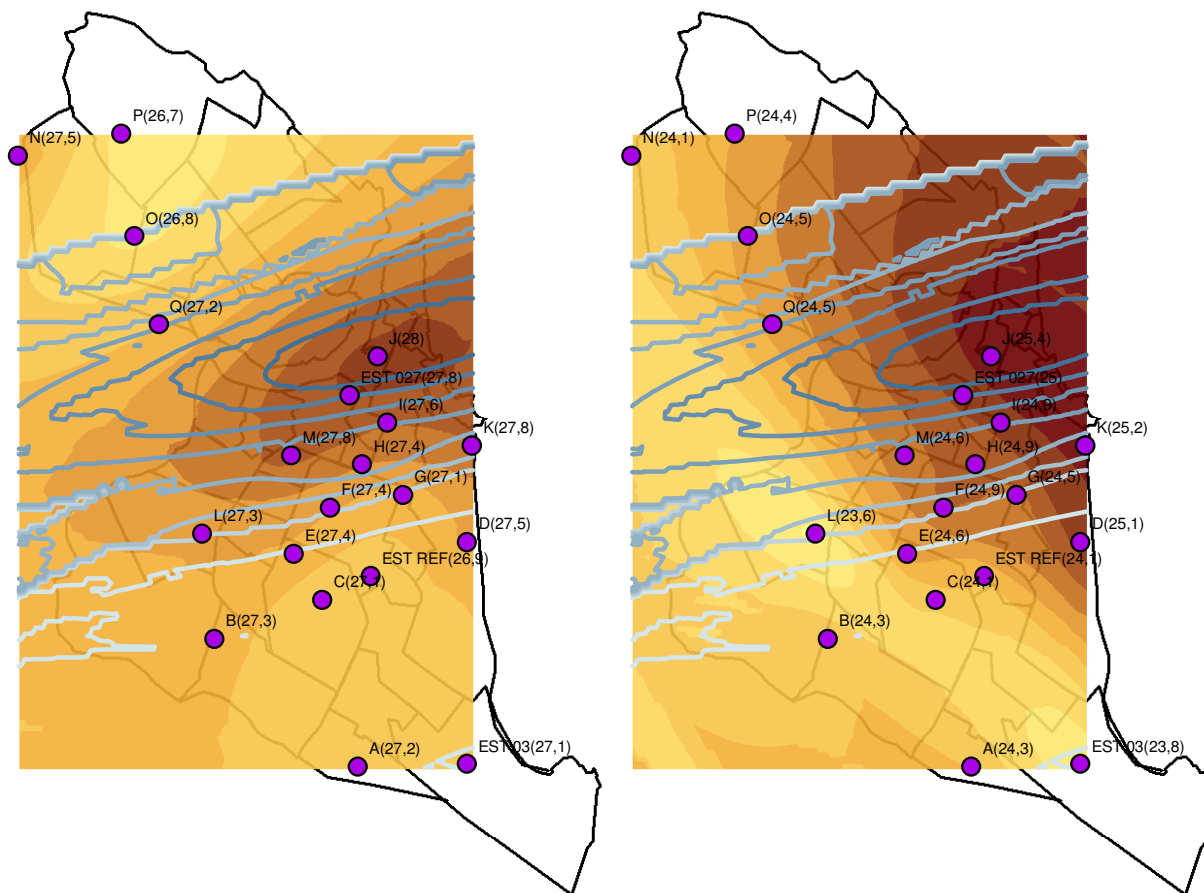 P(26,7)
N(27,5)
O(26,8)
Q(27,2)
J(28)
EST 027(27,8)
I(27,6)
K(27,8)
M(27,8)
H(27,4)
G(27,1)
F(27,4)
L(27,3)
D(27,5)
E(27,4)
EST REF(26,9)
C(27,1)
B(27,3)
A(27,2)
EST 03(27,1)
P(24,4)
N(24,1)
O(24,5)
Q(24,5)
J(25,4)
EST 027(25)
I(24,9)
K(25,2)
M(24,6)
H(24,9)
G(24,5)
F(24,9)
L(23,6)
D(25,1)
E(24,6)
EST REF(24,1)
C(24,1)
B(24,3)
A(24,3)
EST 03(23,8)